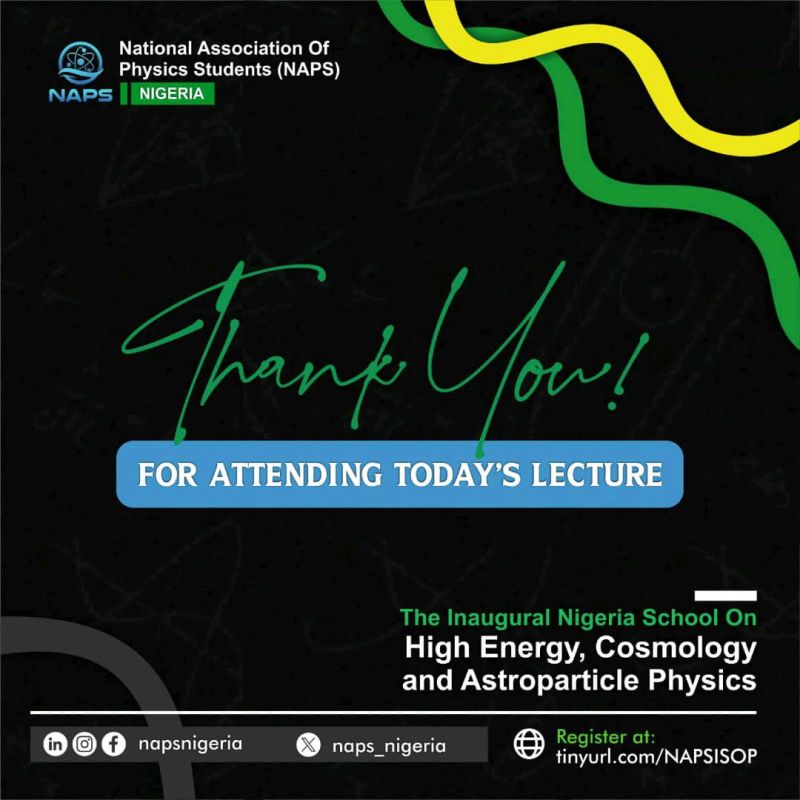 National Association Of
Physics Students (NAPS)
NAPS
NIGERIA
Thank You!
FOR ATTENDING TODAY'S LECTURE
The Inaugural Nigeria School On
High Energy, Cosmology
and Astroparticle Physics
napsnigeria
naps_nigeria
Register at:
tinyurl.com/NAPSISOP